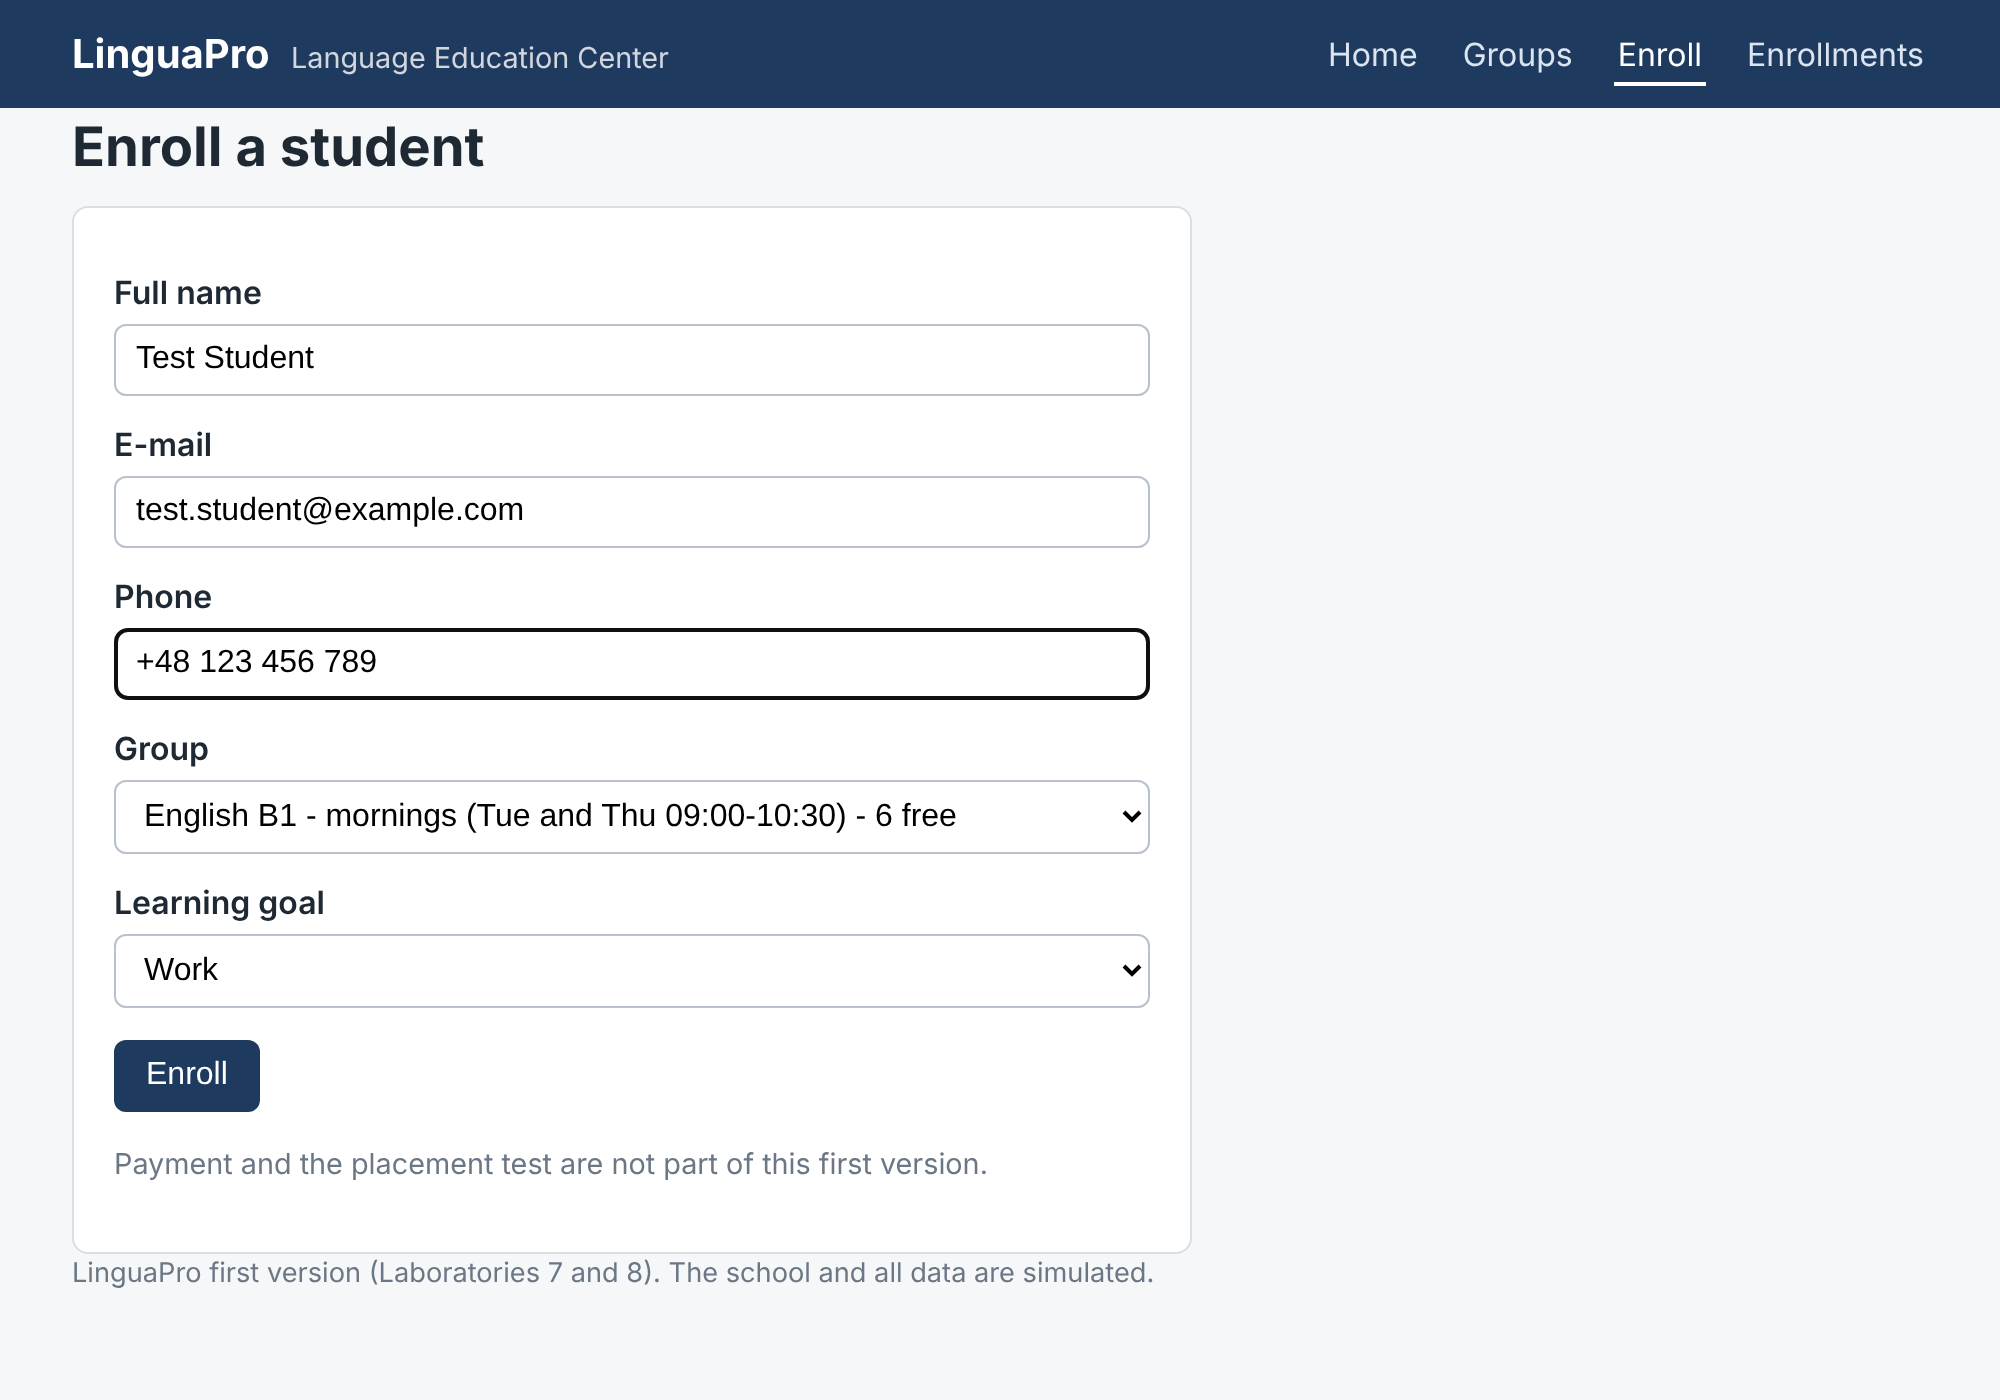 LinguaPro Language Education Center Home Groups Enroll Enrollments
Enroll a student
Full name
Test Student
E-mail
test.student@example.com
Phone
+48 123 456 789
Group
English B1 - mornings (Tue and Thu 09:00-10:30) - 6 free
Learning goal
Work
Enroll
Payment and the placement test are not part of this first version.
LinguaPro first version (Laboratories 7 and 8). The school and all data are simulated.